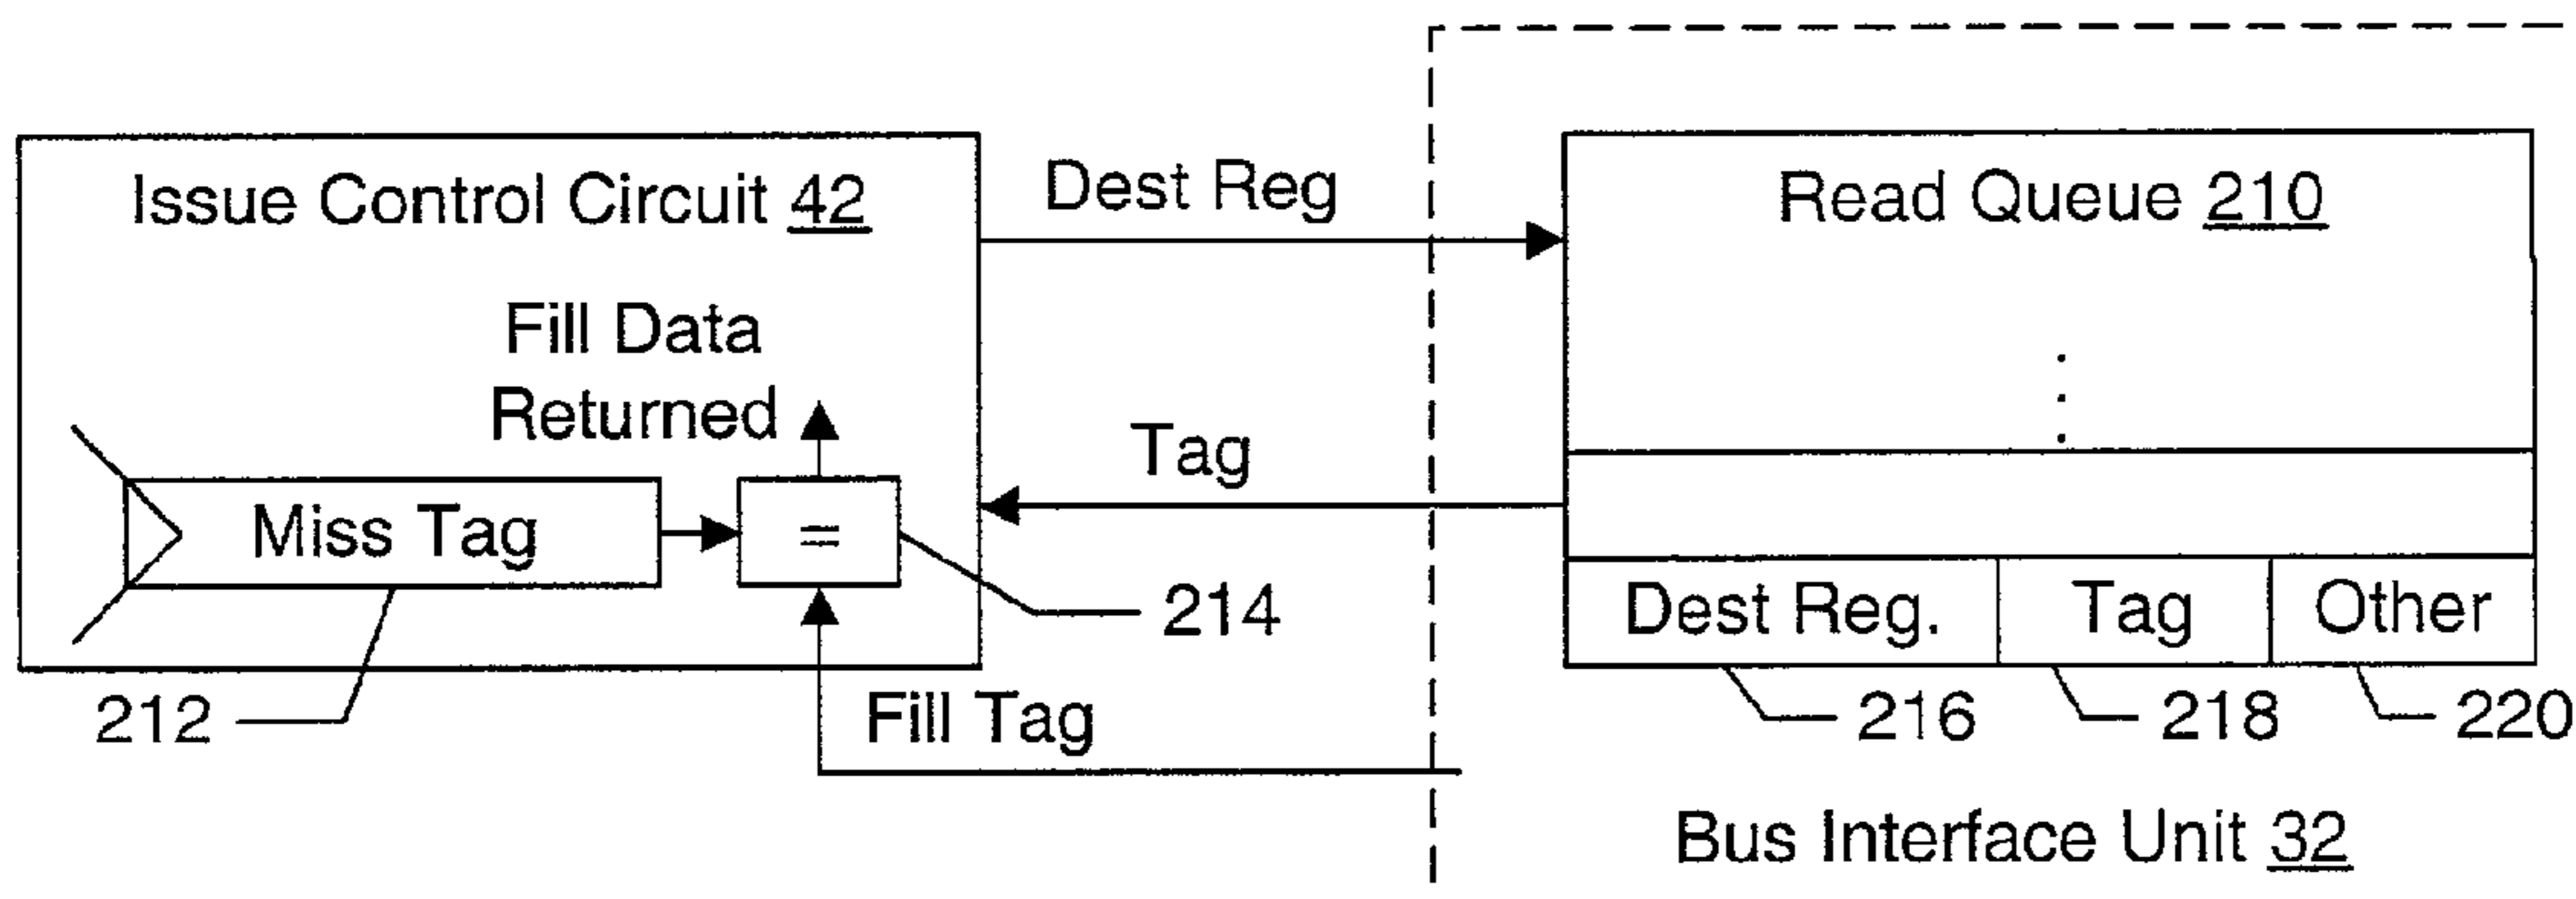 Issue Control Circuit 42
Dest Reg
Read Queue 210
Fill Data
Returned
Tag
Miss Tag
=
214
Dest Reg.
Tag
Other
212
Fill Tag
216
218
220
Bus Interface Unit 32